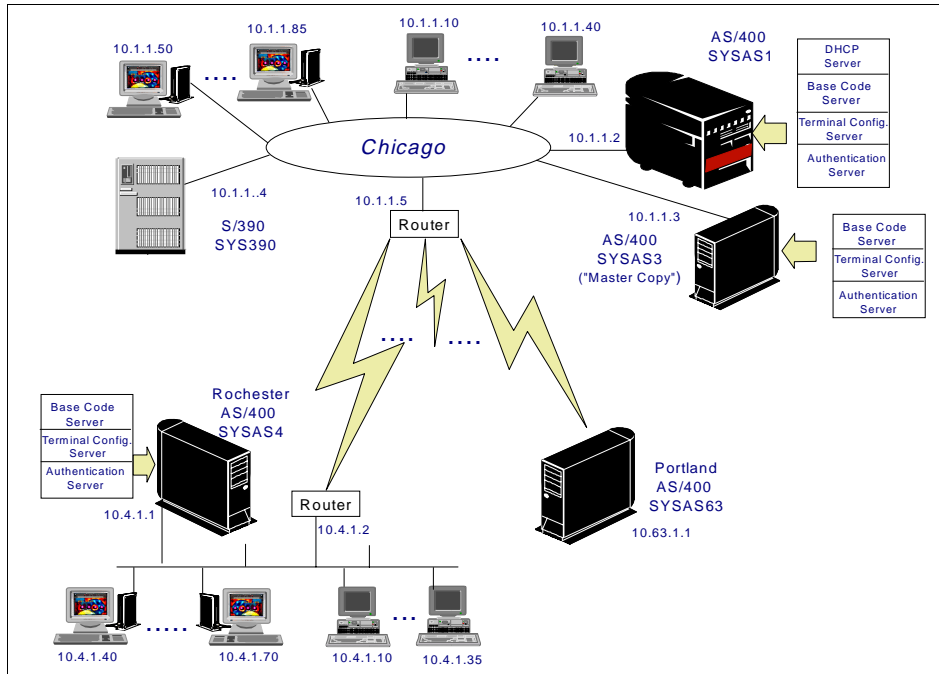 10.1.1.50
10.1.1.85
10.1.1.10
10.1.1.40
....
....
AS/400
SYSAS1
DHCP
Server
Base Code
Server
Terminal Config.
Server
Authentication
Server
10.1.1.2
Chicago
10.1.1..4
S/390
SYS390
10.1.1.5
Router
10.1.1.3
AS/400
SYSAS3
("Master Copy")
Base Code
Server
Terminal Config.
Server
Authentication
Server
....
....
Rochester
AS/400
SYSAS4
Base Code
Server
Terminal Config.
Server
Authentication
Server
10.4.1.1
Router
10.4.1.2
Portland
AS/400
SYSAS63
10.63.1.1
.....
...
10.4.1.40
10.4.1.70
10.4.1.10
10.4.1.35